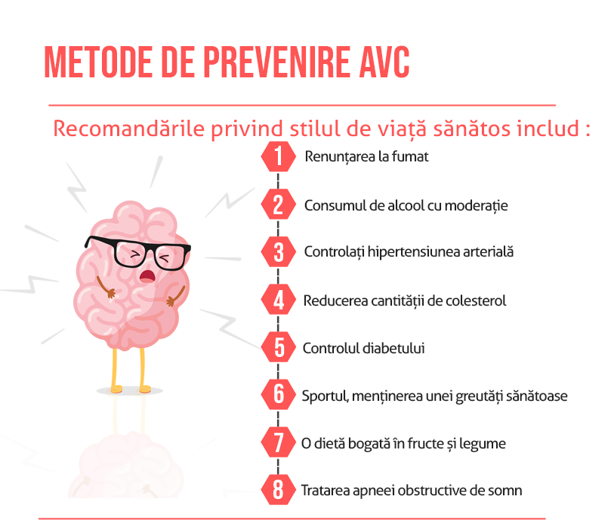 METODE DE PREVENIRE AVC
Recomandările privind stilul de viață sănătos includ :
1 Renunțarea la fumat
2 Consumul de alcool cu moderație
3 Controlați hipertensiunea arterială
4 Reducerea cantității de colesterol
5 Controlul diabetului
6 Sportul, menținerea unei greutăți sănătoase
7 O dietă bogată în fructe și legume
8 Tratarea apneei obstructive de somn